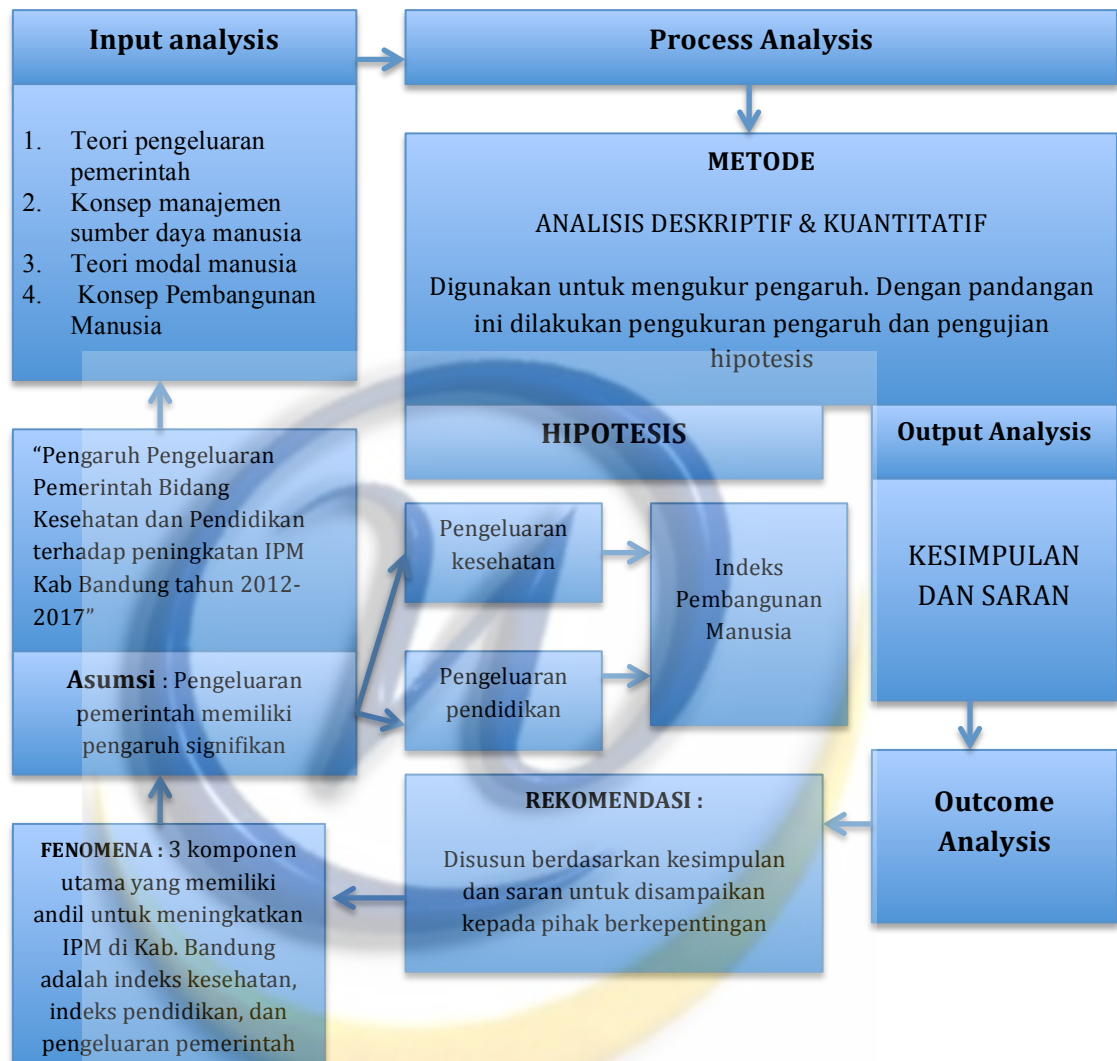 Input analysis
1. Teori pengeluaran
pemerintah
2. Konsep manajemen
sumber daya manusia
3. Teori modal manusia
4. Konsep Pembangunan
Manusia
Process Analysis
METODE
ANALISIS DESKRIPTIF & KUANTITATIF
Digunakan untuk mengukur pengaruh. Dengan pandangan
ini dilakukan pengukuran pengaruh dan pengujian
hipotesis
“Pengaruh Pengeluaran
Pemerintah Bidang
Kesehatan dan Pendidikan
terhadap peningkatan IPM
Kab Bandung tahun 2012-
2017”
Asumsi : Pengeluaran
pemerintah memiliki
pengaruh signifikan
HIPOTESIS
Pengeluaran
kesehatan
Pengeluaran
pendidikan
Indeks
Pembangunan
Manusia
Output Analysis
KESIMPULAN
DAN SARAN
Outcome
Analysis
REKOMENDASI :
Disusun berdasarkan kesimpulan
dan saran untuk disampaikan
kepada pihak berkepentingan
FENOMENA : 3 komponen
utama yang memiliki
andil untuk meningkatkan
IPM di Kab. Bandung
adalah indeks kesehatan,
indeks pendidikan, dan
pengeluaran pemerintah